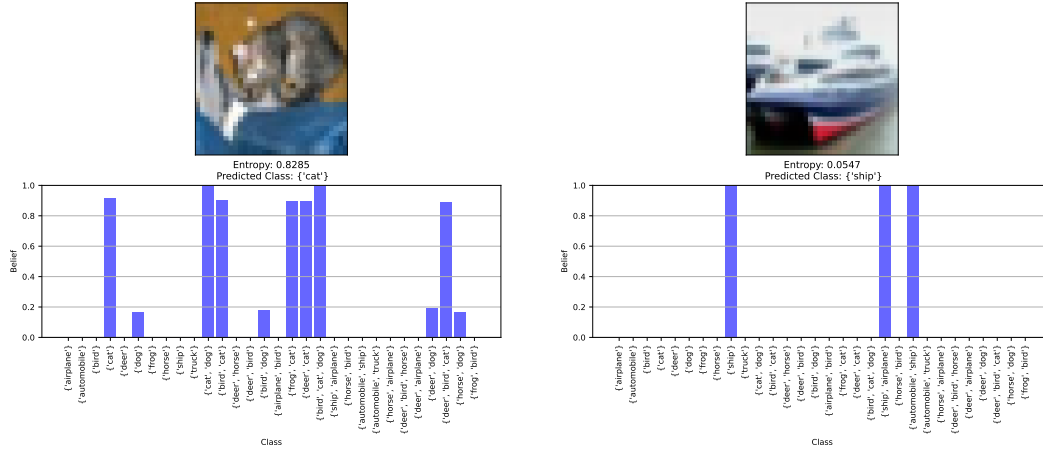 Entropy: 0.8285
Predicted Class: {'cat'}
1.0
0.8
0.6
0.4
0.2
0.0
Belief
{'airplane'}
{'automobile'}
{'bird'}
{'cat'}
{'deer'}
{'dog'}
{'frog'}
{'horse'}
{'ship'}
{'truck'}
{'cat', 'dog'}
{'bird', 'cat'}
{'deer', 'horse'}
{'bird', 'dog'}
{'airplane', 'bird'}
{'frog', 'cat'}
{'deer', 'cat'}
{'bird', 'cat', 'dog'}
{'ship', 'airplane'}
{'horse', 'bird'}
{'automobile', 'ship'}
{'automobile', 'truck'}
{'horse', 'airplane'}
{'deer', 'bird', 'horse'}
{'deer', 'airplane'}
{'deer', 'dog'}
{'deer', 'bird', 'cat'}
{'horse', 'dog'}
{'frog', 'bird'}
Class
Entropy: 0.0547
Predicted Class: {'ship'}
1.0
0.8
0.6
0.4
0.2
0.0
Belief
{'airplane'}
{'automobile'}
{'bird'}
{'cat'}
{'deer'}
{'dog'}
{'frog'}
{'horse'}
{'ship'}
{'truck'}
{'cat', 'dog'}
{'bird', 'cat'}
{'deer', 'horse'}
{'bird', 'dog'}
{'airplane', 'bird'}
{'frog', 'cat'}
{'deer', 'cat'}
{'bird', 'cat', 'dog'}
{'ship', 'airplane'}
{'horse', 'bird'}
{'automobile', 'ship'}
{'automobile', 'truck'}
{'horse', 'airplane'}
{'deer', 'bird', 'horse'}
{'deer', 'airplane'}
{'deer', 'dog'}
{'deer', 'bird', 'cat'}
{'horse', 'dog'}
{'frog', 'bird'}
Class